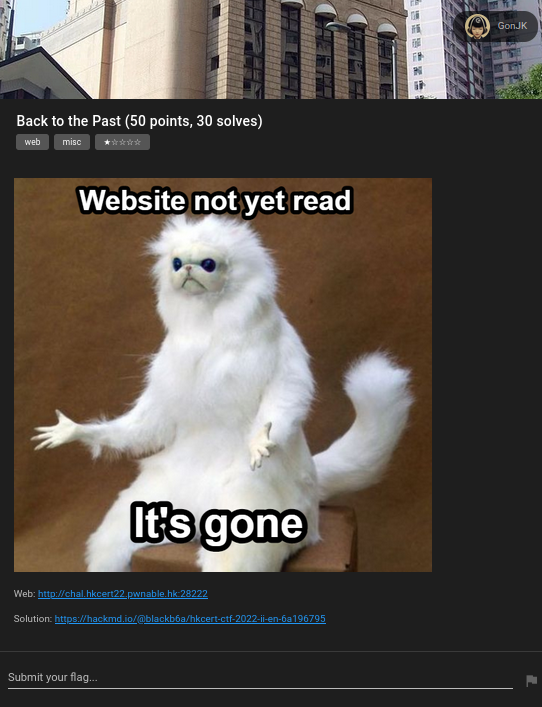 GonJK
Back to the Past (50 points, 30 solves)
web misc ★☆☆☆☆
Website not yet read
It's gone
Web: http://chal.hkcert22.pwnable.hk:28222
Solution: https://hackmd.io/@blackb6a/hkcert-ctf-2022-ii-en-6a196795
Submit your flag...